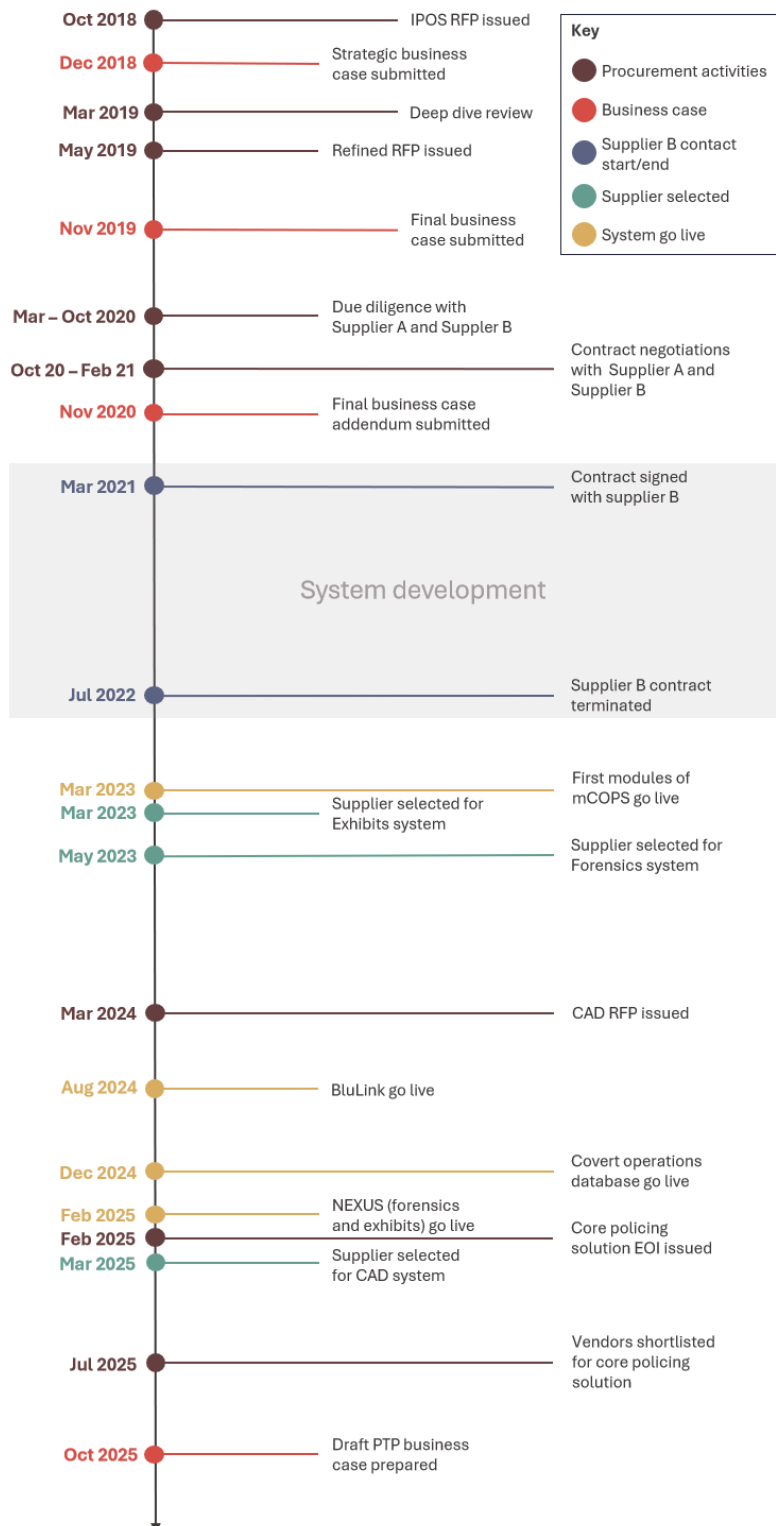 Oct 2018
IPOS RFP issued
Key
Procurement activities
Business case
Supplier B contact
start/end
Supplier selected
System go live
Dec 2018
Strategic business
case submitted
Mar 2019
Deep dive review
May 2019
Refined RFP issued
Nov 2019
Final business
case submitted
Mar – Oct 2020
Due diligence with
Supplier A and Suppler B
Oct 20 – Feb 21
Contract negotiations
with  Supplier A and
Supplier B
Nov 2020
Final business case
addendum submitted
Mar 2021
Contract signed
with supplier B
System development
Jul 2022
Supplier B contract
terminated
Mar 2023
First modules of
mCOPS go live
Mar 2023
Supplier selected for
Exhibits system
May 2023
Supplier selected for
Forensics system
Mar 2024
CAD RFP issued
Aug 2024
BluLink go live
Dec 2024
Covert operations
database go live
Feb 2025
NEXUS (forensics
and exhibits) go live
Feb 2025
Core policing
solution EOI issued
Mar 2025
Supplier selected
for CAD system
Jul 2025
Vendors shortlisted
for core policing
solution
Oct 2025
Draft PTP business
case prepared